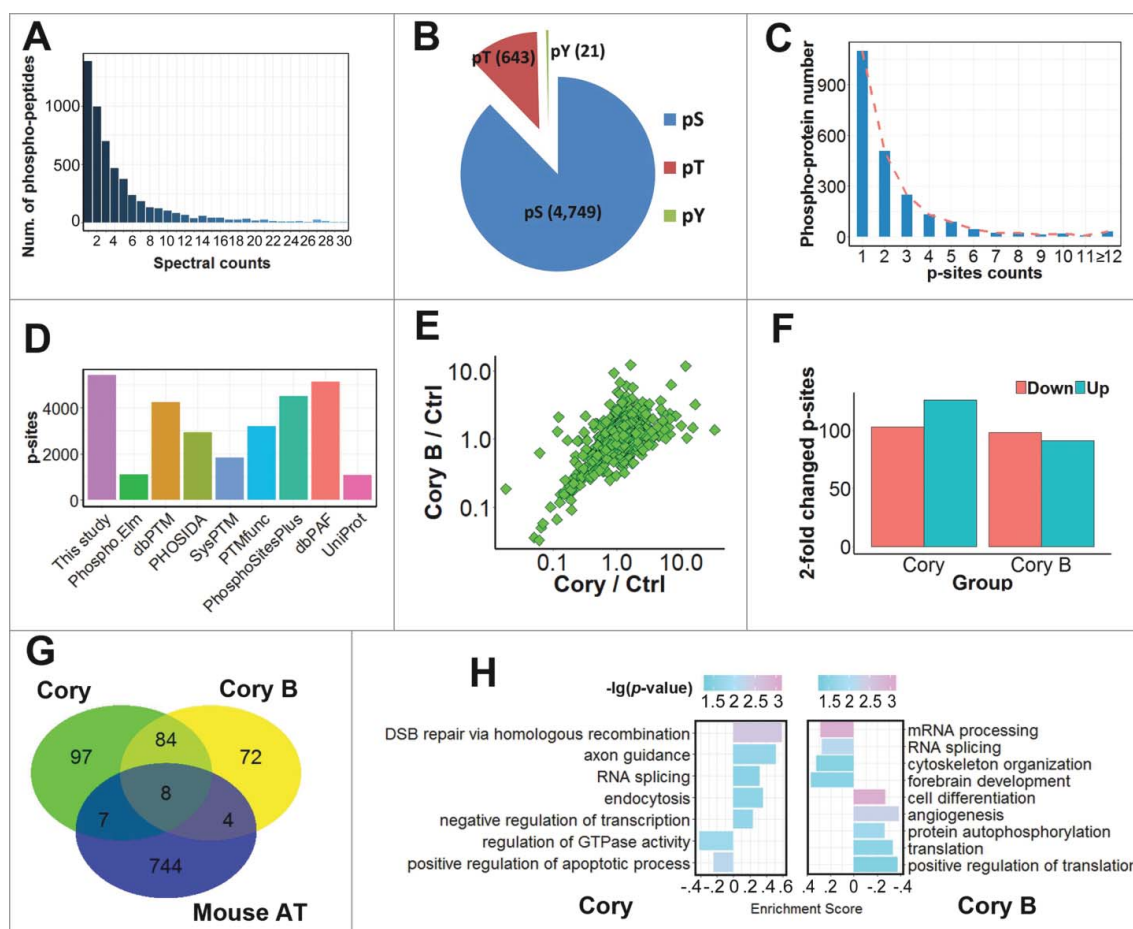 A
Num. of phospho-peptides
1000
500
0
2 4 6 8 10 12 14 16 18 20 22 24 26 28 30
Spectral counts
B
pT (643)
pY (21)
pS (4,749)
pS
pT
pY
C
Phospho-protein number
900
600
300
0
1 2 3 4 5 6 7 8 9 10 11 ≥12
p-sites counts
D
p-sites
4000
2000
0
This study
Phospho.Elm
dbPTM
PHOSIDA
SysPTM
PTMfunc
PhosphoSitesPlus
dbPAF
UniProt
E
Cory B / Ctrl
10.0
1.0
0.1
0.1 1.0 10.0
Cory / Ctrl
F
Down Up
2-fold changed p-sites
100
50
0
Cory Cory B
Group
G
Cory
Cory B
97
84
72
8
7
4
744
Mouse AT
H
-lg(p-value)
1.5 2 2.5 3
1.5 2 2.5 3
DSB repair via homologous recombination
axon guidance
RNA splicing
endocytosis
negative regulation of transcription
regulation of GTPase activity
positive regulation of apoptotic process
-.4 -.2 0 .2 .4 .6
Cory
Enrichment Score
mRNA processing
RNA splicing
cytoskeleton organization
forebrain development
cell differentiation
angiogenesis
protein autophosphorylation
translation
positive regulation of translation
.4 .2 0 -.2 -.4
Cory B